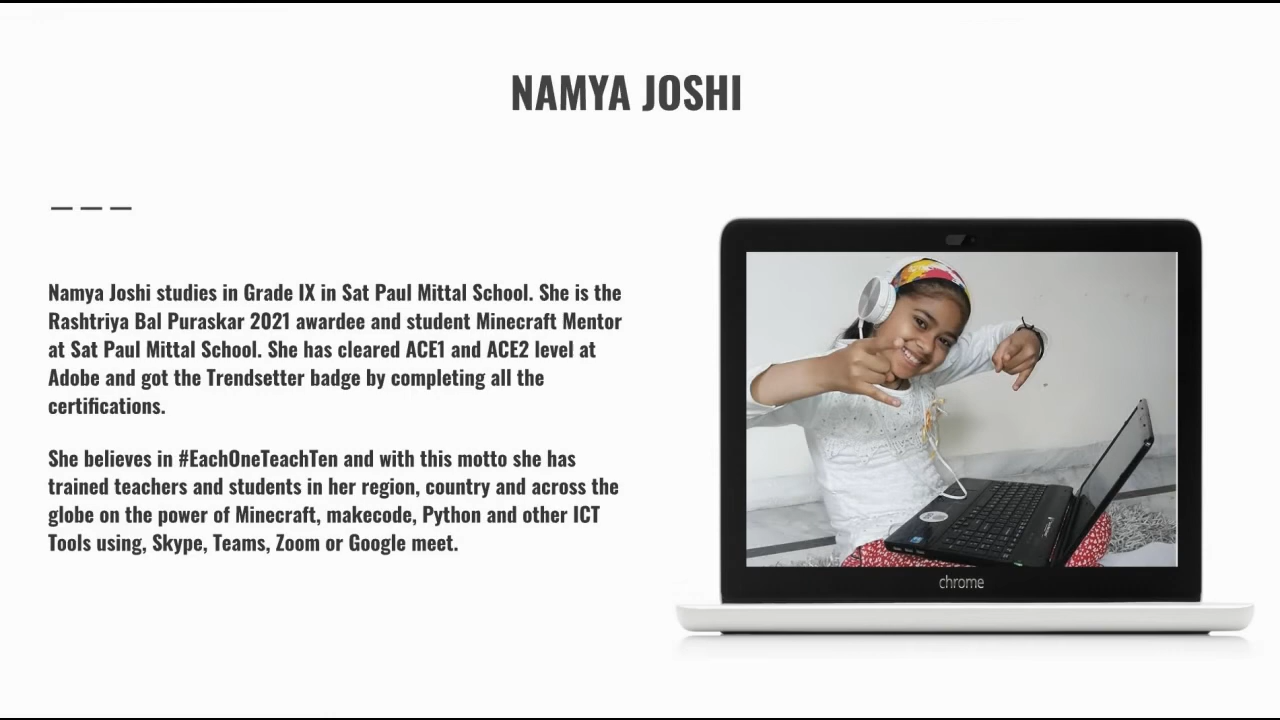 NAMYA JOSHI
Namya Joshi studies in Grade IX in Sat Paul Mittal School. She is the
Rashtriya Bal Puraskar 2021 awardee and student Minecraft Mentor
at Sat Paul Mittal School. She has cleared ACE1 and ACE2 level at
Adobe and got the Trendsetter badge by completing all the
certifications.
She believes in #EachOneTeachTen and with this motto she has
trained teachers and students in her region, country and across the
globe on the power of Minecraft, makecode, Python and other ICT
Tools using, Skype, Teams, Zoom or Google meet.
chrome